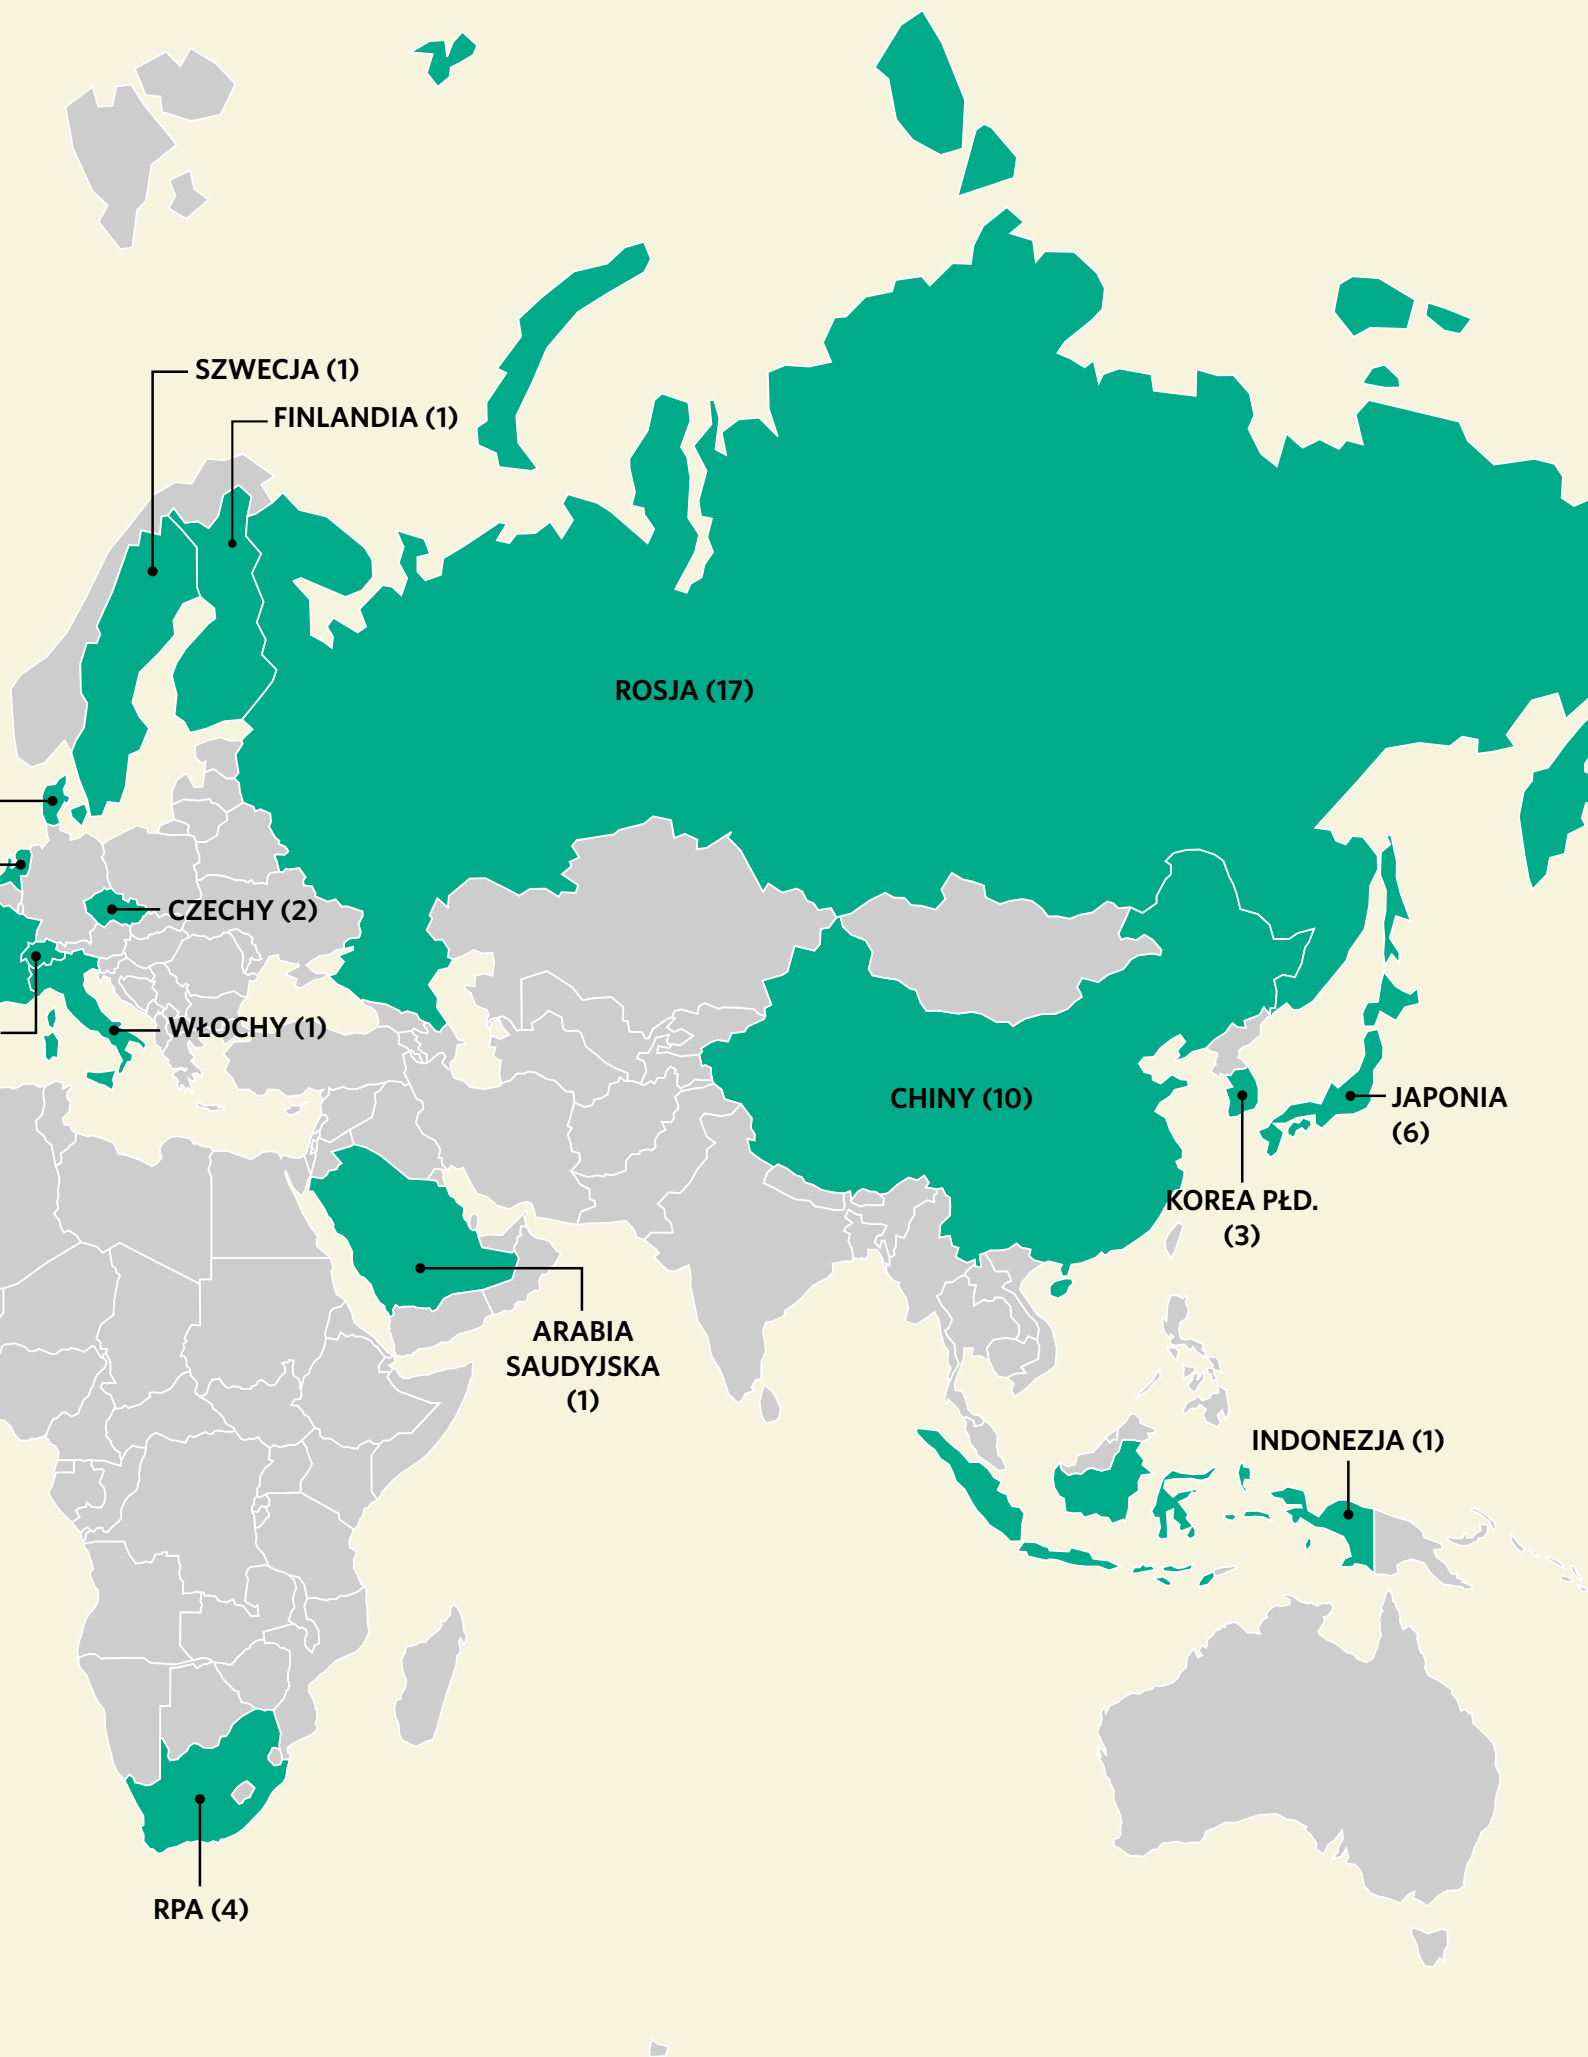 SZWECJA (1)
FINLANDIA (1)
ROSJA (17)
CZECHY (2)
WŁOCHY (1)
CHINY (10)
JAPONIA
(6)
KOREA PŁD.
(3)
ARABIA
SAUDYJSKA
(1)
INDONEZJA (1)
RPA (4)